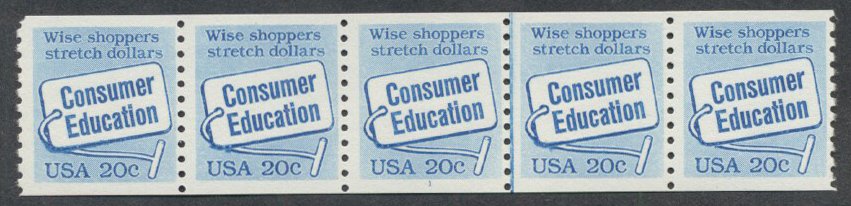 Wise shoppers
stretch dollars
Consumer
Education
USA 20c
Wise shoppers
stretch dollars
Consumer
Education
USA 20c
Wise shoppers
stretch dollars
Consumer
Education
USA 20c
1
Wise shoppers
stretch dollars
Consumer
Education
USA 20c
Wise shoppers
stretch dollars
Consumer
Education
USA 20c